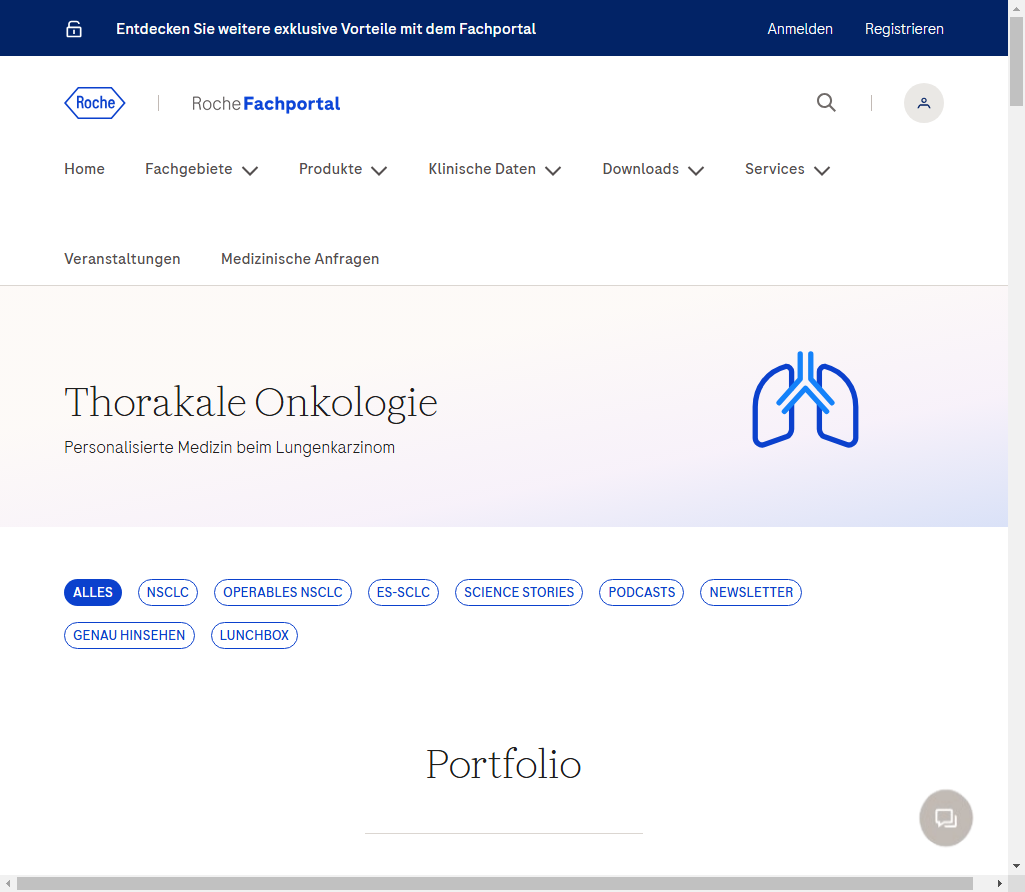 Entdecken Sie weitere exklusive Vorteile mit dem Fachportal Anmelden Registrieren
Roche RocheFachportal
Home Fachgebiete Produkte Klinische Daten Downloads Services
Veranstaltungen Medizinische Anfragen
Thorakale Onkologie
Personalisierte Medizin beim Lungenkarzinom
ALLES NSCLC OPERABLES NSCLC ES-SCLC SCIENCE STORIES PODCASTS NEWSLETTER
GENAU HINSEHEN LUNCHBOX
Portfolio